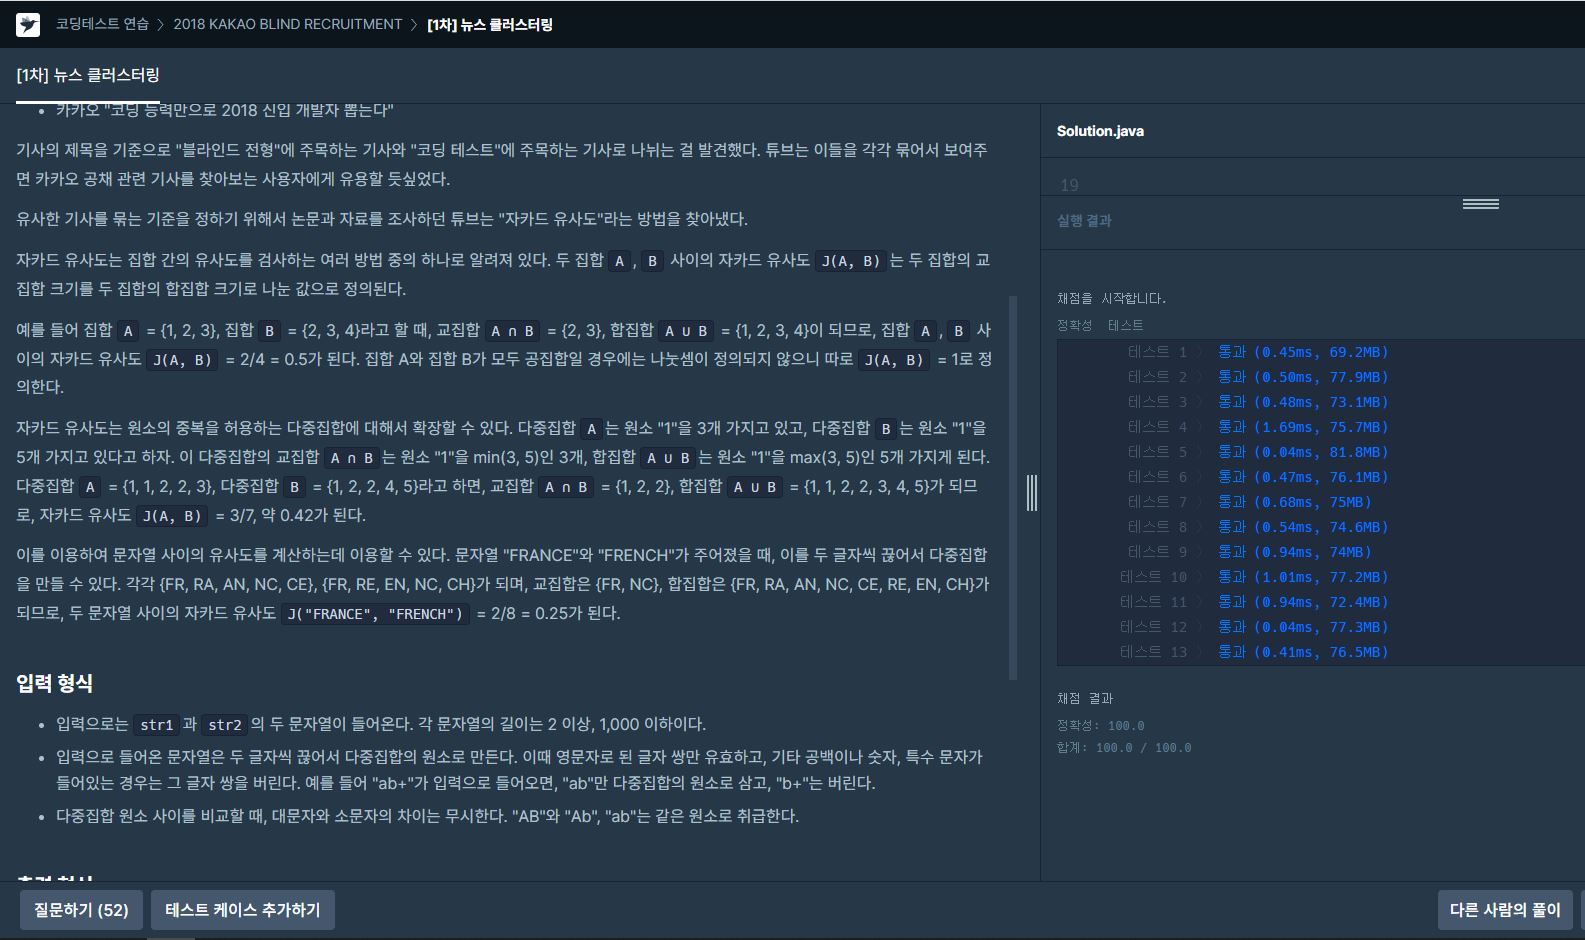 코딩테스트 연습 > 2018 KAKAO BLIND RECRUITMENT > [1차] 뉴스 클러스터링
[1차] 뉴스 클러스터링
• 카카오 "코딩 능력만으로 2018 신입 개발자 뽑는다"
기사의 제목을 기준으로 "블라인드 전형"에 주목하는 기사와 "코딩 테스트"에 주목하는 기사로 나뉘는 걸 발견했다. 튜브는 이들을 각각 묶어서 보여주
면 카카오 공채 관련 기사를 찾아보는 사용자에게 유용할 듯싶었다.
유사한 기사를 묶는 기준을 정하기 위해서 논문과 자료를 조사하던 튜브는 "자카드 유사도"라는 방법을 찾아냈다.
자카드 유사도는 집합 간의 유사도를 검사하는 여러 방법 중의 하나로 알려져 있다. 두 집합 A, B 사이의 자카드 유사도 J(A, B)는 두 집합의 교
집합 크기를 두 집합의 합집합 크기로 나눈 값으로 정의된다.
예를 들어 집합 A = {1, 2, 3}, 집합 B = {2, 3, 4}라고 할 때, 교집합 A ∩ B = {2, 3}, 합집합 A ∪ B = {1, 2, 3, 4}이 되므로, 집합 A, B 사
이의 자카드 유사도 J(A, B) = 2/4 = 0.5가 된다. 집합 A와 집합 B가 모두 공집합일 경우에는 나눗셈이 정의되지 않으니 따로 J(A, B) = 1로 정
의한다.
자카드 유사도는 원소의 중복을 허용하는 다중집합에 대해서 확장할 수 있다. 다중집합 A는 원소 "1"을 3개 가지고 있고, 다중집합 B는 원소 "1"을
5개 가지고 있다고 하자. 이 다중집합의 교집합 A ∩ B는 원소 "1"을 min(3, 5)인 3개, 합집합 A ∪ B는 원소 "1"을 max(3, 5)인 5개 가지게 된다.
다중집합 A = {1, 1, 2, 2, 3}, 다중집합 B = {1, 2, 2, 4, 5}라고 하면, 교집합 A ∩ B = {1, 2, 2}, 합집합 A ∪ B = {1, 1, 2, 2, 3, 4, 5}가 되므
로, 자카드 유사도 J(A, B) = 3/7, 약 0.42가 된다.
이를 이용하여 문자열 사이의 유사도를 계산하는데 이용할 수 있다. 문자열 "FRANCE"와 "FRENCH"가 주어졌을 때, 이를 두 글자씩 끊어서 다중집합
을 만들 수 있다. 각각 {FR, RA, AN, NC, CE}, {FR, RE, EN, NC, CH}가 되며, 교집합은 {FR, NC}, 합집합은 {FR, RA, AN, NC, CE, RE, EN, CH}가
되므로, 두 문자열 사이의 자카드 유사도 J("FRANCE", "FRENCH") = 2/8 = 0.25가 된다.
입력 형식
• 입력으로는 str1과 str2의 두 문자열이 들어온다. 각 문자열의 길이는 2 이상, 1,000 이하이다.
• 입력으로 들어온 문자열은 두 글자씩 끊어서 다중집합의 원소로 만든다. 이때 영문자로 된 글자 쌍만 유효하고, 기타 공백이나 숫자, 특수 문자가
들어있는 경우는 그 글자 쌍을 버린다. 예를 들어 "ab+"가 입력으로 들어오면, "ab"만 다중집합의 원소로 삼고, "b+"는 버린다.
• 다중집합 원소 사이를 비교할 때, 대문자와 소문자의 차이는 무시한다. "AB"와 "Ab", "ab"는 같은 원소로 취급한다.
질문하기 (52)
테스트 케이스 추가하기
Solution.java
19
실행 결과
채점을 시작합니다.
정확성 테스트
테스트 1 > 통과 (0.45ms, 69.2MB)
테스트 2 > 통과 (0.50ms, 77.9MB)
테스트 3 > 통과 (0.48ms, 73.1MB)
테스트 4 > 통과 (1.69ms, 75.7MB)
테스트 5 > 통과 (0.04ms, 81.8MB)
테스트 6 > 통과 (0.47ms, 76.1MB)
테스트 7 > 통과 (0.68ms, 75MB)
테스트 8 > 통과 (0.54ms, 74.6MB)
테스트 9 > 통과 (0.94ms, 74MB)
테스트 10 > 통과 (1.01ms, 77.2MB)
테스트 11 > 통과 (0.94ms, 72.4MB)
테스트 12 > 통과 (0.04ms, 77.3MB)
테스트 13 > 통과 (0.41ms, 76.5MB)
채점 결과
정확성: 100.0
합계: 100.0 / 100.0
다른 사람의 풀이